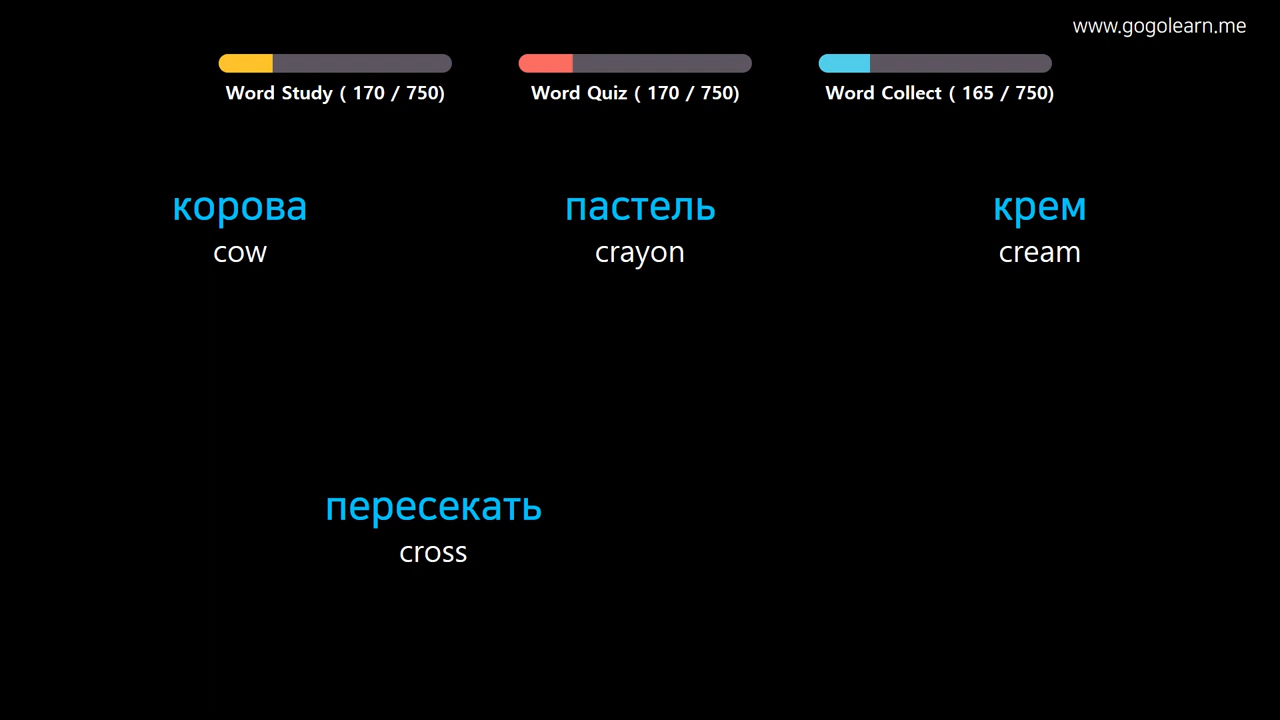 www.gogolearn.me
Word Study ( 170 / 750)
Word Quiz ( 170 / 750)
Word Collect ( 165 / 750)
корова
cow
пастель
crayon
крем
cream
пересекать
cross